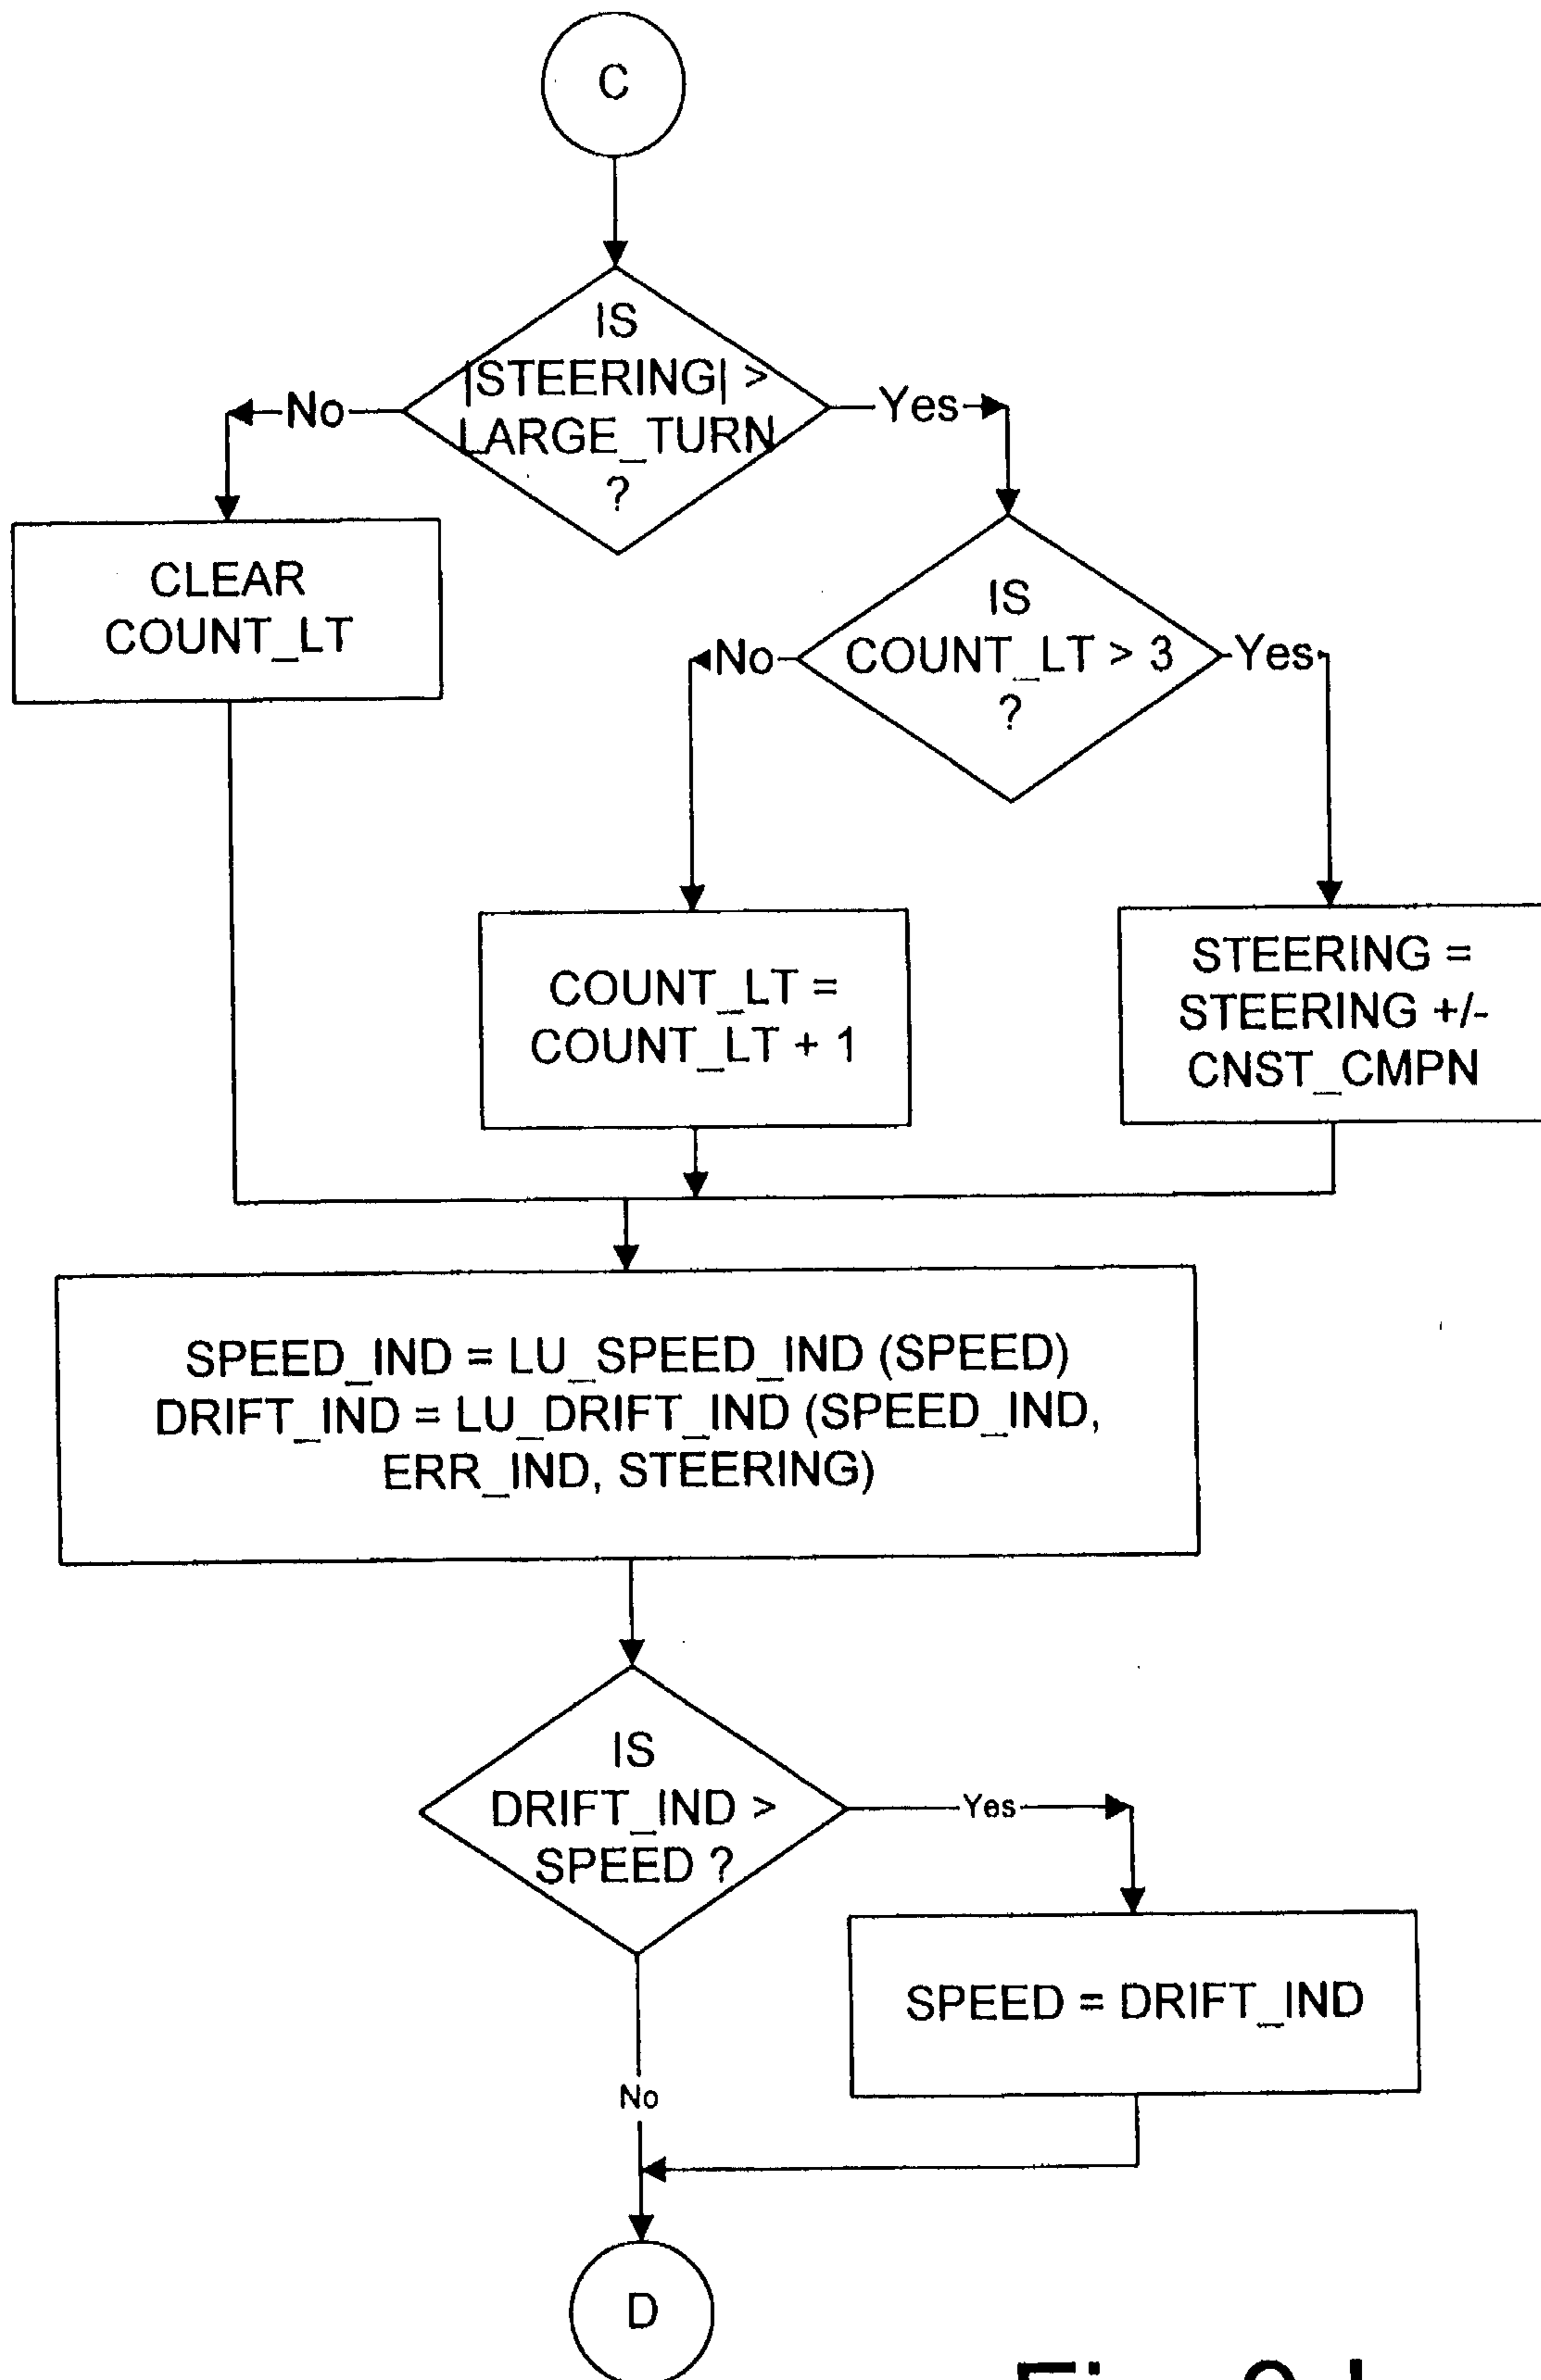 C
IS
|STEERING| >
LARGE_TURN
?
No
Yes
CLEAR
COUNT_LT
IS
COUNT_LT > 3
?
No
Yes
COUNT_LT =
COUNT_LT + 1
STEERING =
STEERING +/-
CNST_CMPN
SPEED_IND = LU_SPEED_IND (SPEED)
DRIFT_IND = LU_DRIFT_IND (SPEED_IND,
ERR_IND, STEERING)
IS
DRIFT_IND >
SPEED ?
Yes
SPEED = DRIFT_IND
No
D